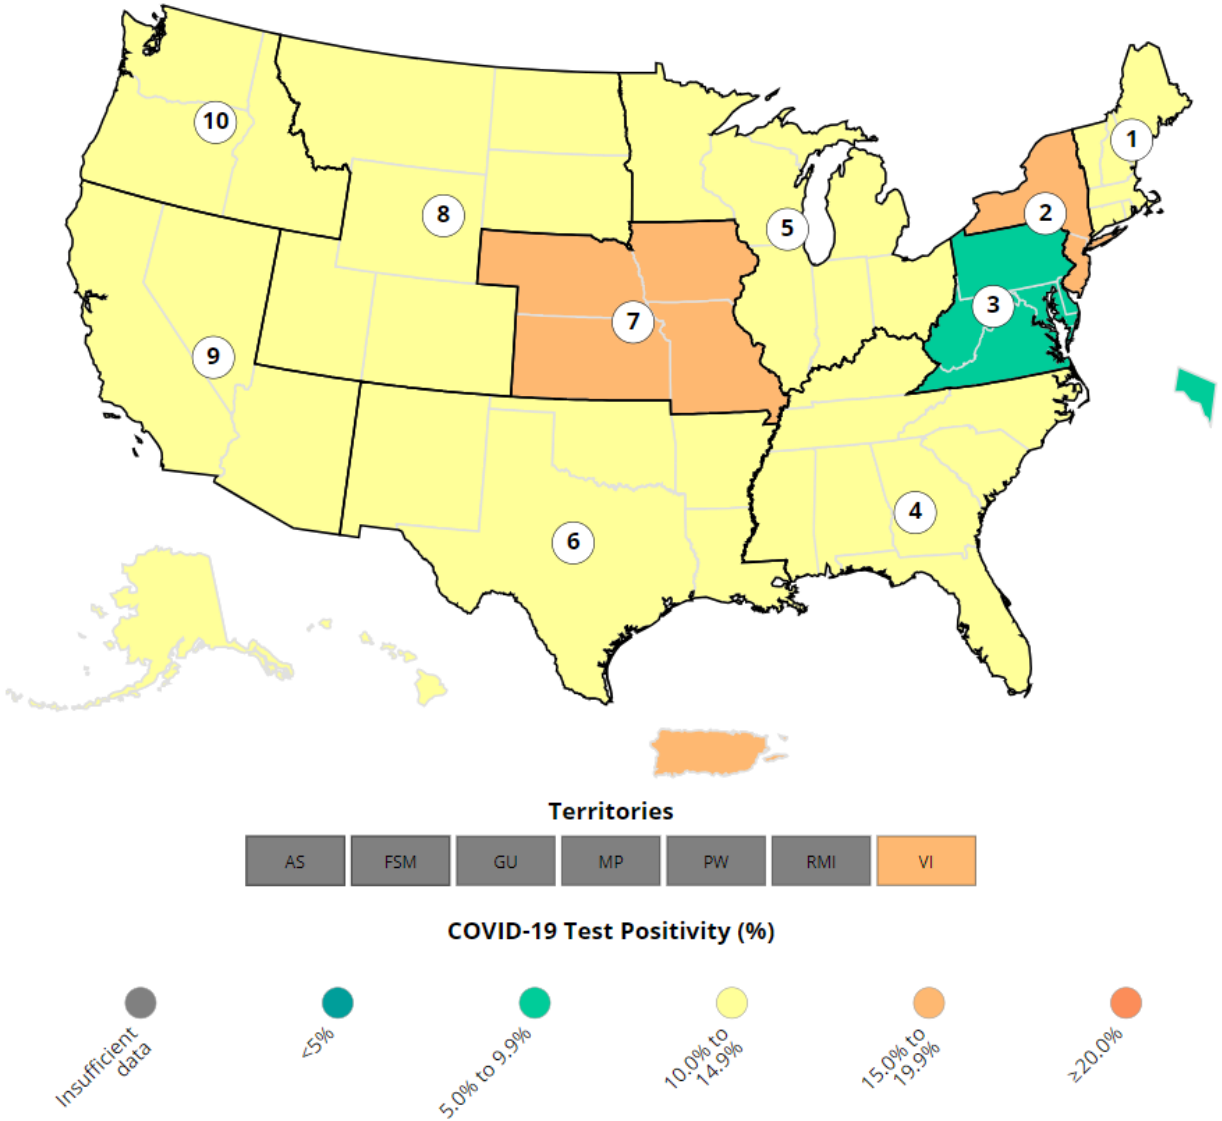 10
1
8
2
5
3
7
9
4
6
Territories
AS
FSM
GU
MP
PW
RMI
VI
COVID-19 Test Positivity (%)
Insufficient
data
<5%
5.0% to 9.9%
10.0% to
14.9%
15.0% to
19.9%
≥20.0%